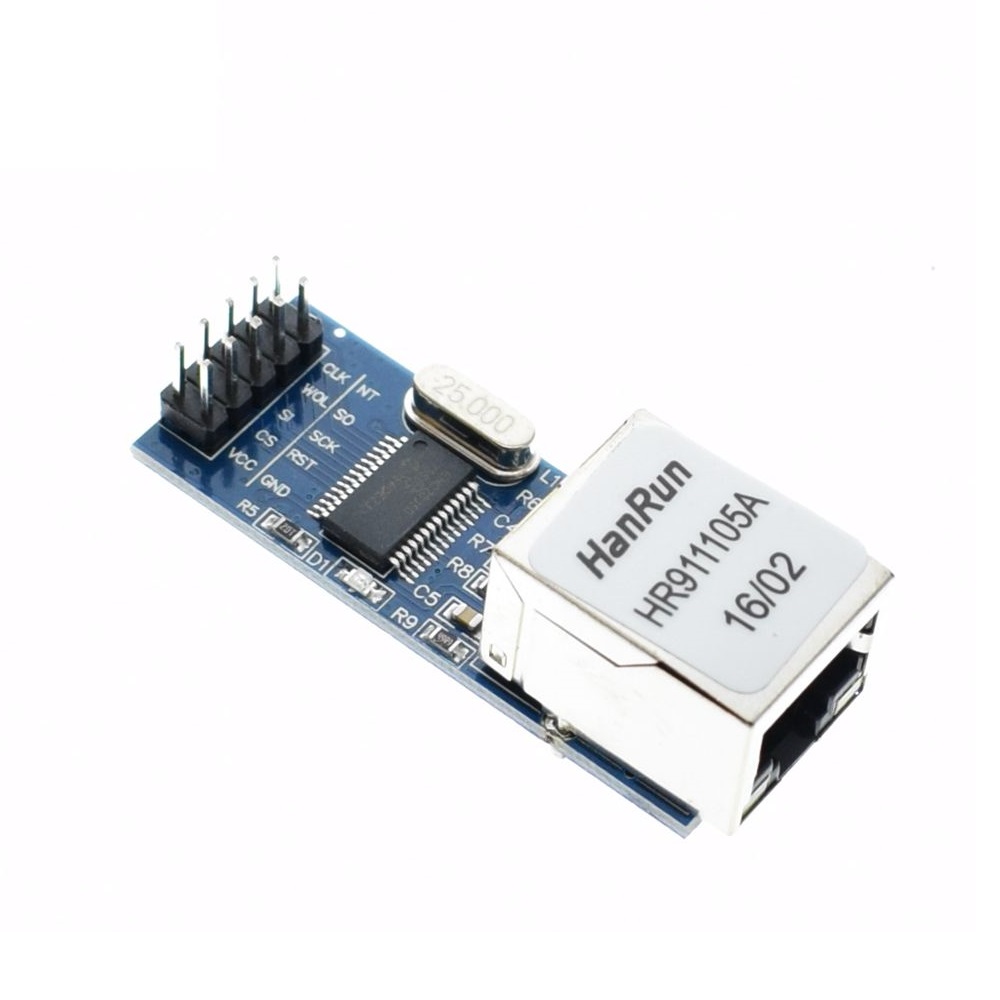 CLK NT
WOL SO
SI SCK
CS RST
VCC GND
25.000
L1
R6
R7
R8
C5
R9
R5
D1
HanRun
HR911105A
16/02